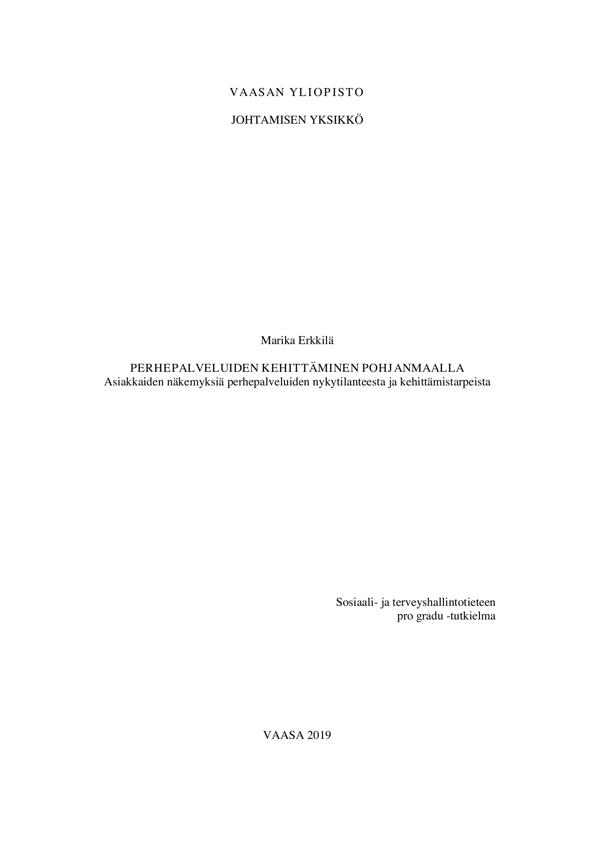 VAASAN YLIOPISTO
JOHTAMISEN YKSIKKÖ
Marika Erkkilä
PERHEPALVELUIDEN KEHITTÄMINEN POHJANMAALLA
Asiakkaiden näkemyksiä perhepalveluiden nykytilanteesta ja kehittämistarpeista
Sosiaali- ja terveyshallintotieteen
pro gradu -tutkielma
VAASA 2019